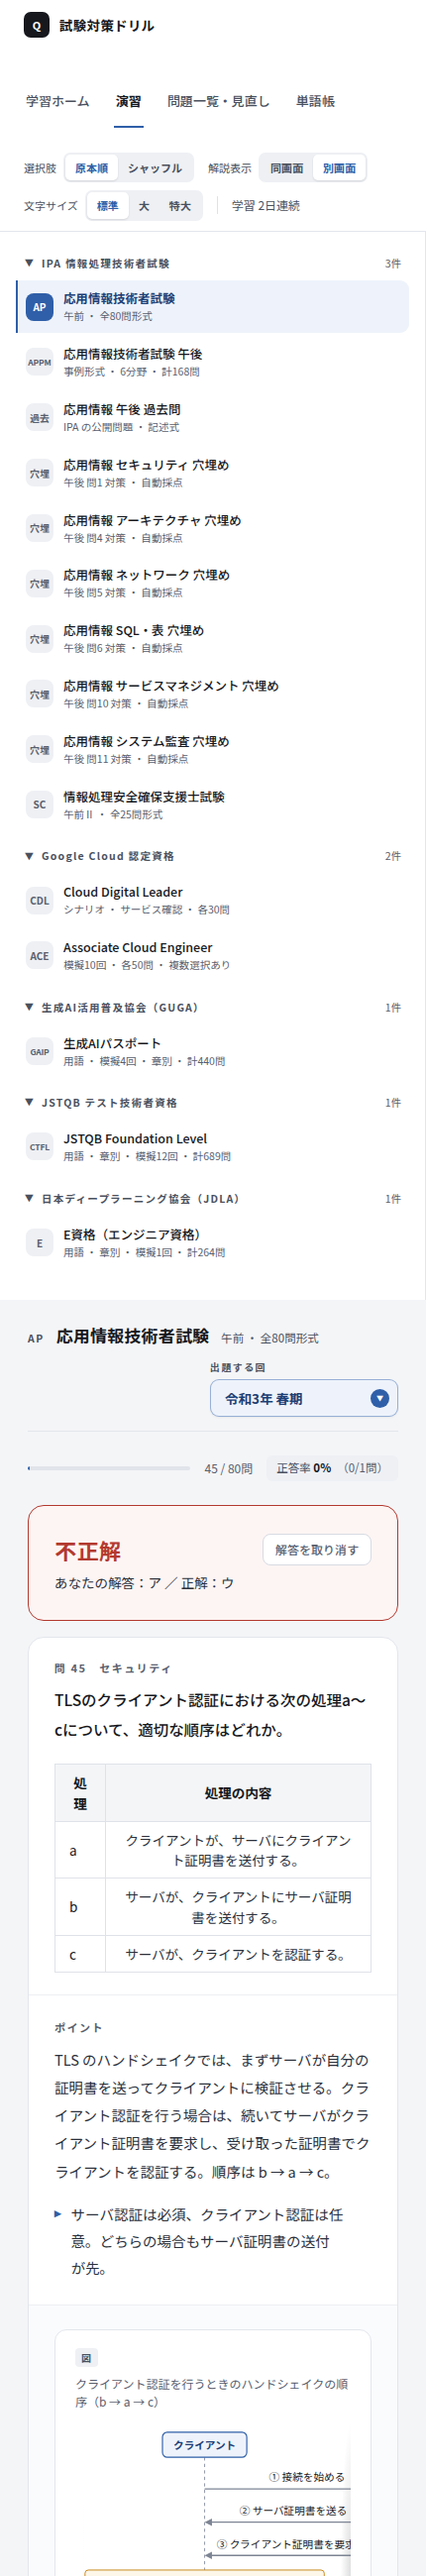 Q 試験対策ドリル
学習ホーム 演習 問題一覧・見直し 単語帳
選択肢 原本順 シャッフル 解説表示 同画面 別画面
文字サイズ 標準 大 特大 学習 2日連続
▼ IPA 情報処理技術者試験 3件
AP 応用情報技術者試験
午前 ・ 全80問形式
APPM 応用情報技術者試験 午後
事例形式 ・ 6分野 ・ 計168問
過去 応用情報 午後 過去問
IPA の公開問題 ・ 記述式
穴埋 応用情報 セキュリティ 穴埋め
午後 問1 対策 ・ 自動採点
穴埋 応用情報 アーキテクチャ 穴埋め
午後 問4 対策 ・ 自動採点
穴埋 応用情報 ネットワーク 穴埋め
午後 問5 対策 ・ 自動採点
穴埋 応用情報 SQL・表 穴埋め
午後 問6 対策 ・ 自動採点
穴埋 応用情報 サービスマネジメント 穴埋め
午後 問10 対策 ・ 自動採点
穴埋 応用情報 システム監査 穴埋め
午後 問11 対策 ・ 自動採点
SC 情報処理安全確保支援士試験
午前Ⅱ ・ 全25問形式
▼ Google Cloud 認定資格 2件
CDL Cloud Digital Leader
シナリオ ・ サービス確認 ・ 各30問
ACE Associate Cloud Engineer
模擬10回 ・ 各50問 ・ 複数選択あり
▼ 生成AI活用普及協会（GUGA） 1件
GAIP 生成AIパスポート
用語 ・ 模擬4回 ・ 章別 ・ 計440問
▼ JSTQB テスト技術者資格 1件
CTFL JSTQB Foundation Level
用語 ・ 章別 ・ 模擬12回 ・ 計689問
▼ 日本ディープラーニング協会（JDLA） 1件
E E資格（エンジニア資格）
用語 ・ 章別 ・ 模擬1回 ・ 計264問
AP 応用情報技術者試験 午前 ・ 全80問形式
出題する回
令和3年 春期 ▼
45 / 80問 正答率 0% （0/1問）
不正解 解答を取り消す
あなたの解答：ア ／ 正解：ウ
問 45 セキュリティ
TLSのクライアント認証における次の処理a〜
cについて、適切な順序はどれか。
処
理 処理の内容
a クライアントが、サーバにクライアン
ト証明書を送付する。
b サーバが、クライアントにサーバ証明
書を送付する。
c サーバが、クライアントを認証する。
ポイント
TLS のハンドシェイクでは、まずサーバが自分の
証明書を送ってクライアントに検証させる。クラ
イアント認証を行う場合は、続いてサーバがクラ
イアント証明書を要求し、受け取った証明書でク
ライアントを認証する。順序は b → a → c。
▶ サーバ認証は必須、クライアント認証は任
意。どちらの場合もサーバ証明書の送付
が先。
図
クライアント認証を行うときのハンドシェイクの順
序（b → a → c）
クライアント
① 接続を始める
② サーバ証明書を送る
③ クライアント証明書を要求